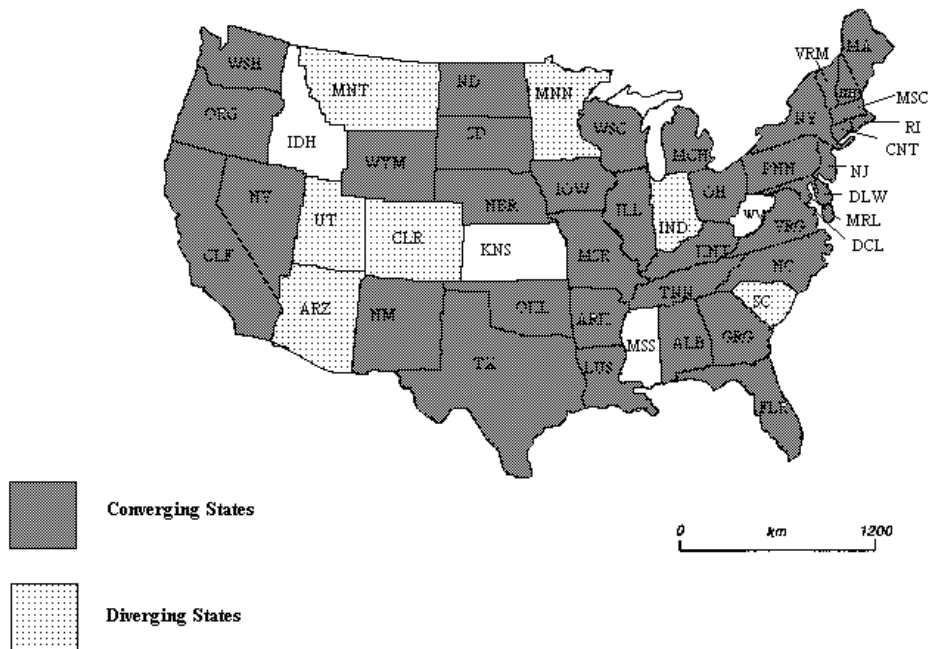 MA
VRM
WSH
ND
MNT
MNN
MSC
ORG
NY
WSC
SD
RI
IDH
CNT
MCH
WYM
PNN
NJ
IOW
OH
NV
NBR
DLW
ILL
UT
WV
MRL
IND
VRG
CLR
DCL
KNS
CLF
MSR
KNT
NC
TNN
ARZ
SC
NM
OKL
ARK
MSS
ALB
GRG
TX
LUS
FLR
Converging States
0 km 1200
Diverging States